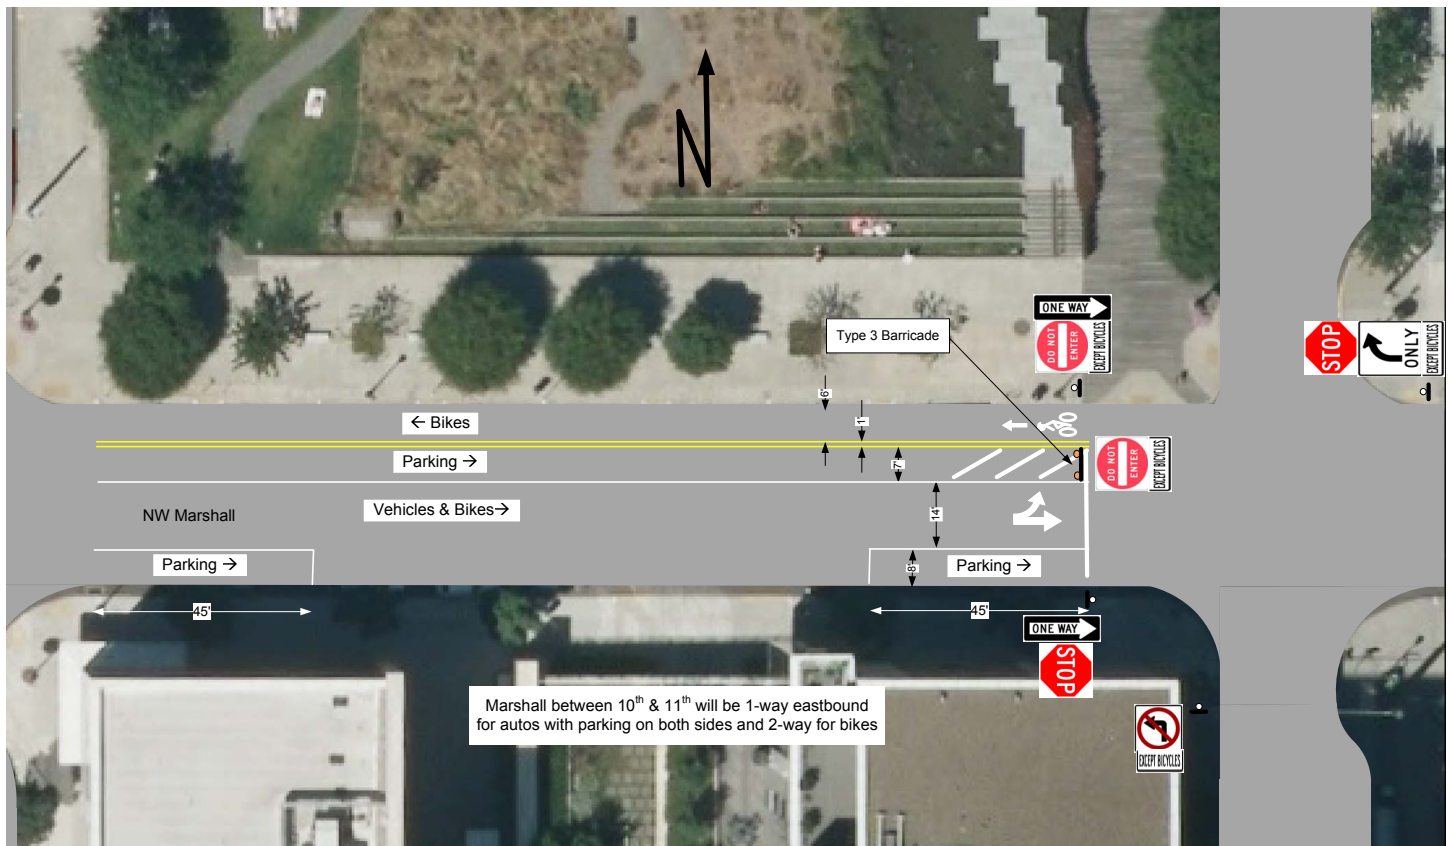 N
ONE WAY
DO NOT
ENTER
EXCEPT BICYCLES
Type 3 Barricade
STOP
ONLY
EXCEPT BICYCLES
6'
1'
← Bikes
Parking →
7'
DO NOT
ENTER
EXCEPT BICYCLES
NW Marshall
Vehicles & Bikes→
14'
Parking →
8'
Parking →
45'
45'
ONE WAY
STOP
Marshall between 10th & 11th will be 1-way eastbound
for autos with parking on both sides and 2-way for bikes
EXCEPT BICYCLES